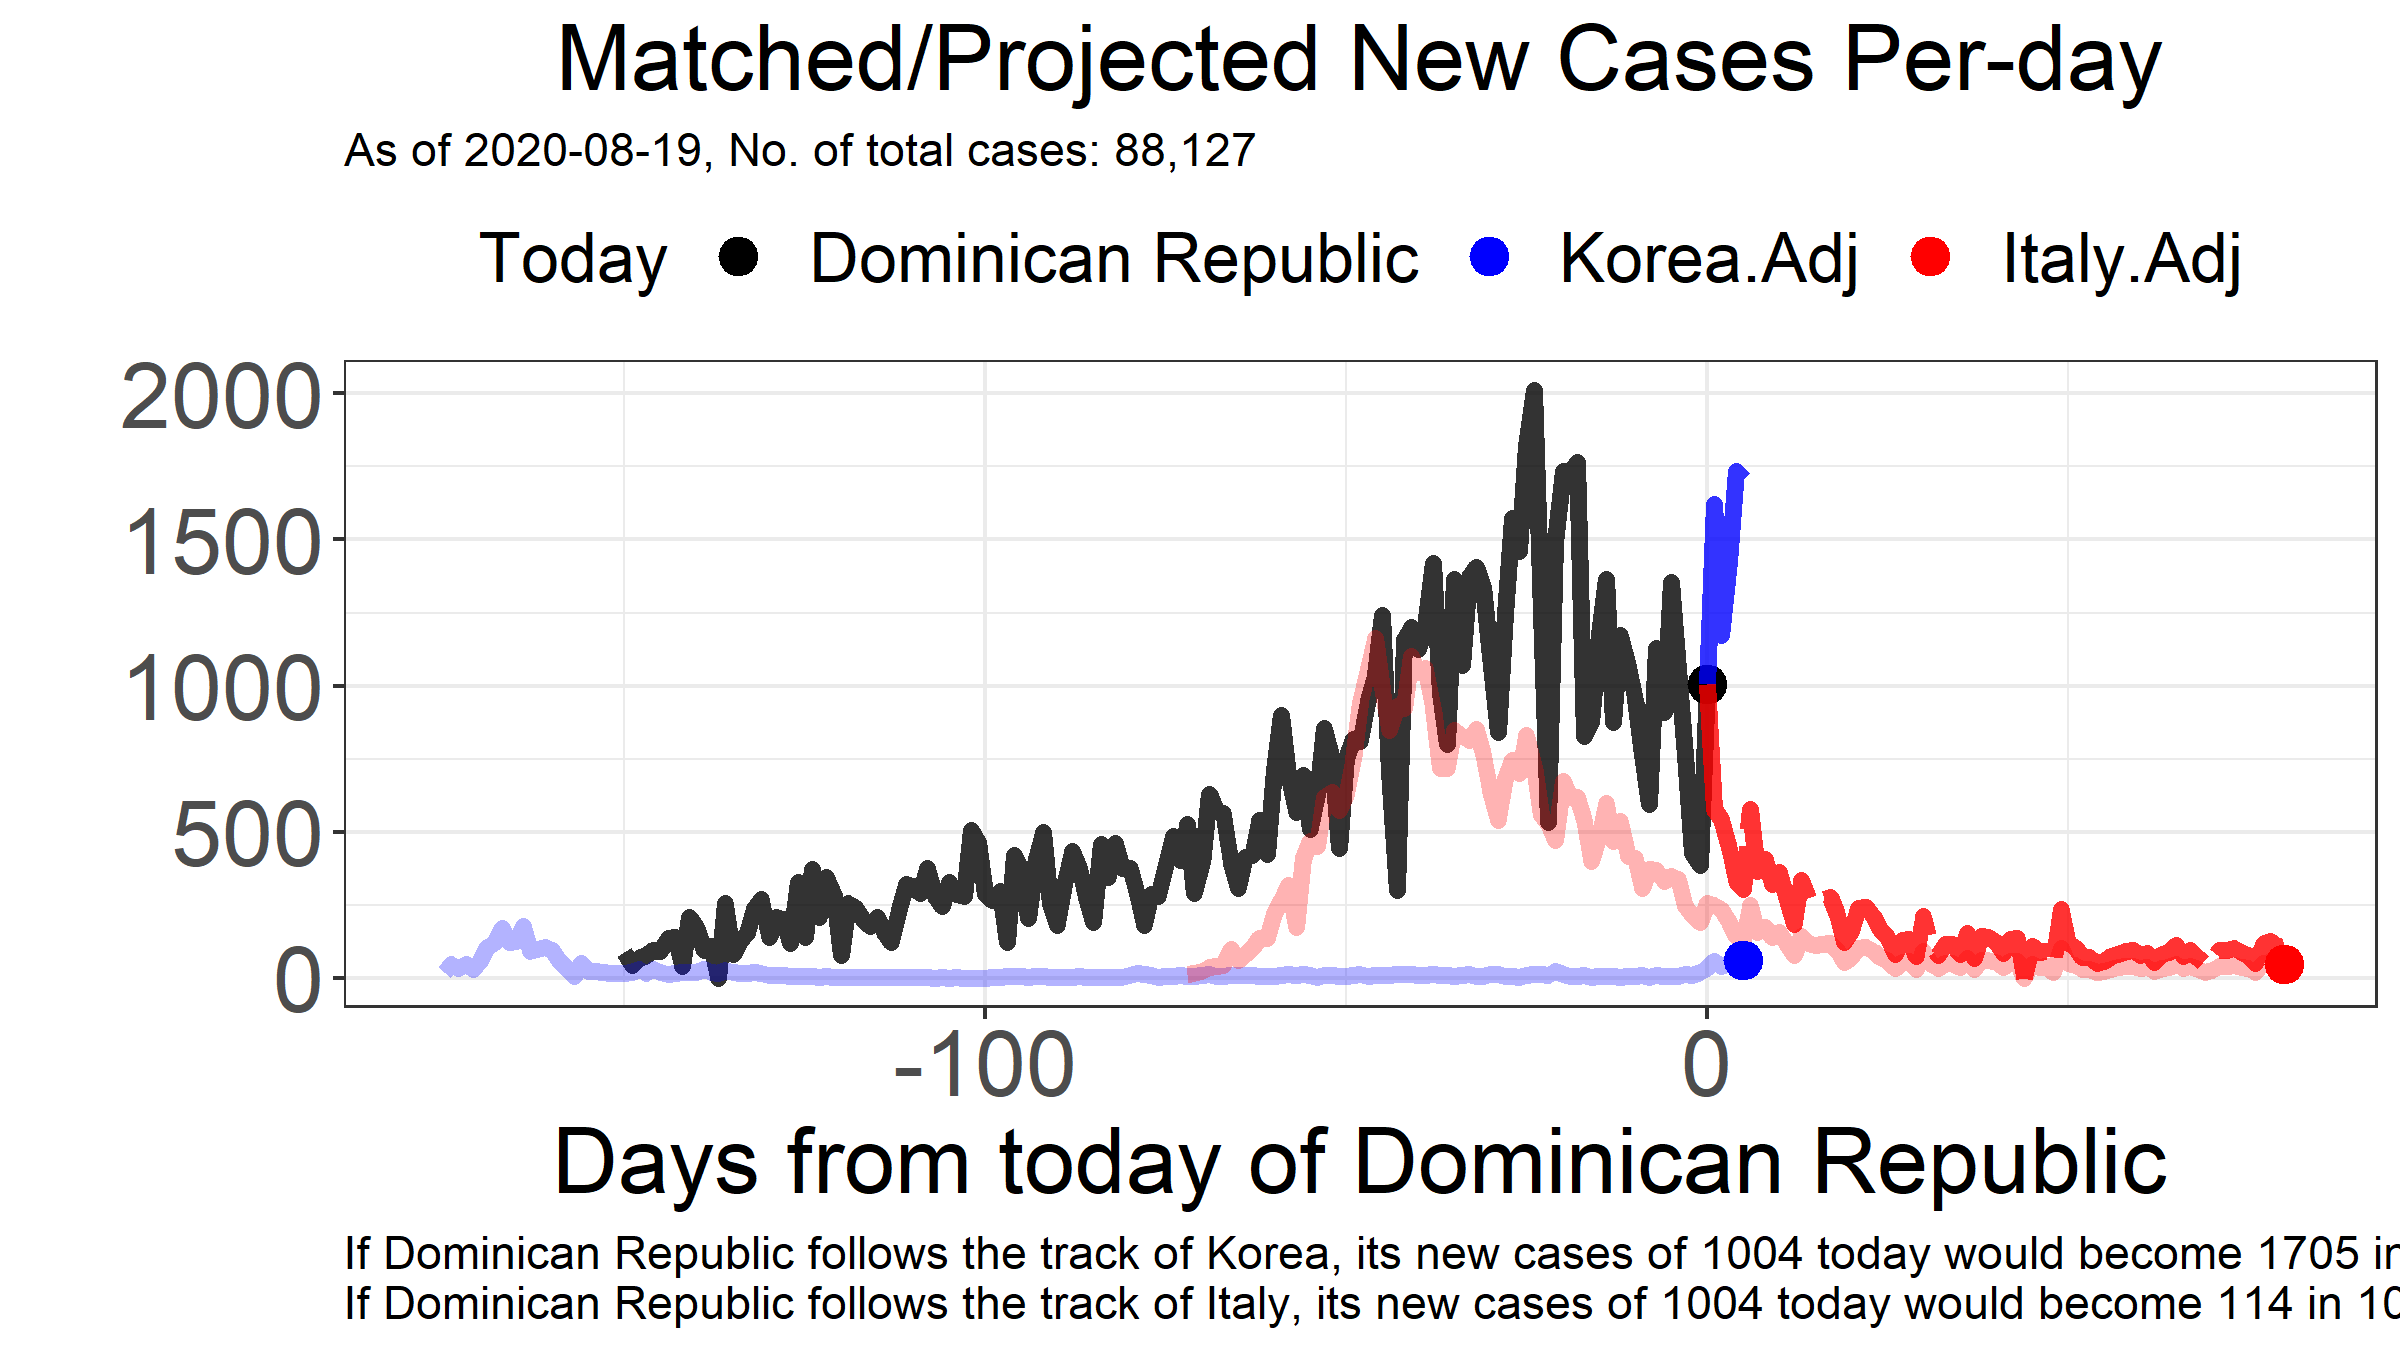 Matched/Projected New Cases Per-day
As of 2020-08-19, No. of total cases: 88,127
Today Dominican Republic Korea.Adj Italy.Adj
2000
1500
1000
500
0
-100 0
Days from today of Dominican Republic
If Dominican Republic follows the track of Korea, its new cases of 1004 today would become 1705 in
If Dominican Republic follows the track of Italy, its new cases of 1004 today would become 114 in